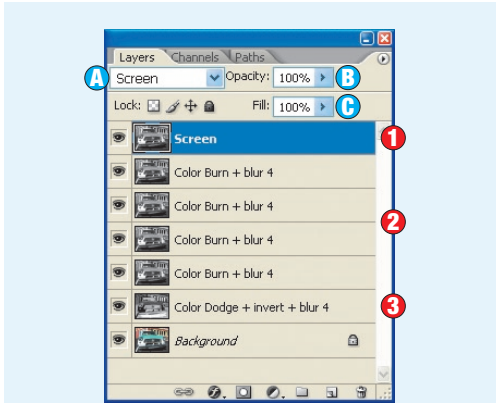 Layers Channels Paths
A Screen Opacity: 100% B
Lock: Fill: 100% C
Screen 1
Color Burn + blur 4
Color Burn + blur 4
2
Color Burn + blur 4
Color Burn + blur 4
Color Dodge + invert + blur 4 3
Background